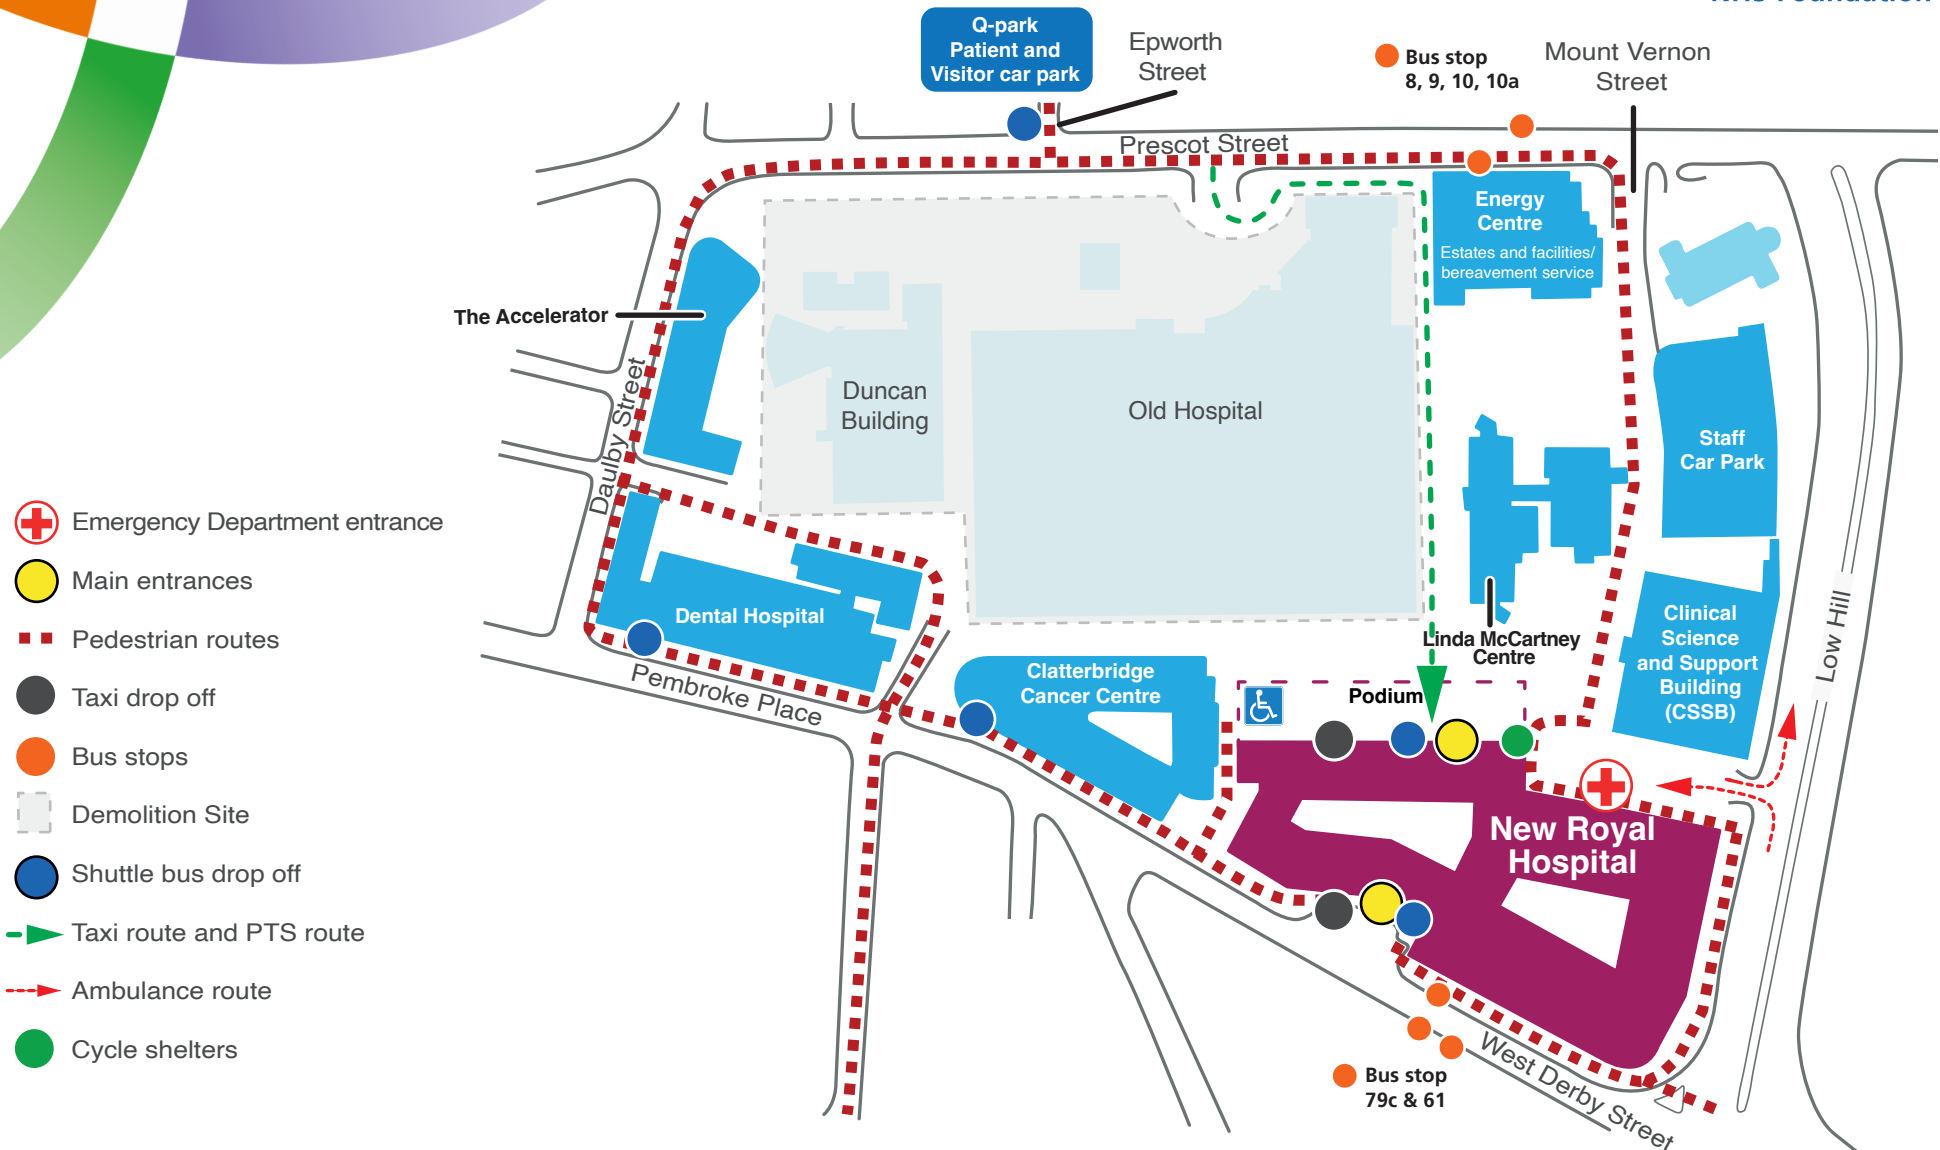 NHS Foundation
Q-park
Patient and
Visitor car park
Epworth
Street
Bus stop
8, 9, 10, 10a
Mount Vernon
Street
Prescot Street
Energy
Centre
Estates and facilities/
bereavement service
The Accelerator
Daulby Street
Duncan
Building
Old Hospital
Staff
Car Park
Emergency Department entrance
Main entrances
Pedestrian routes
Taxi drop off
Bus stops
Demolition Site
Shuttle bus drop off
Taxi route and PTS route
Ambulance route
Cycle shelters
Dental Hospital
Pembroke Place
Clatterbridge
Cancer Centre
Linda McCartney
Centre
Podium
Clinical
Science
and Support
Building
(CSSB)
Low Hill
New Royal
Hospital
West Derby Street
Bus stop
79c & 61